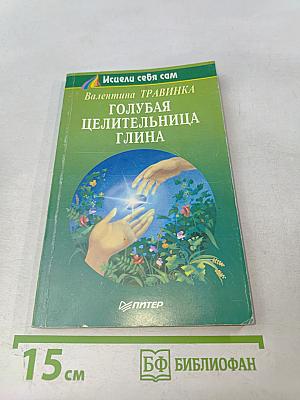 Исцели себя сам
Валентина ТРАВИНКА
ГОЛУБАЯ
ЦЕЛИТЕЛЬНИЦА
ГЛИНА
ПИТЕР
15 см
БФ БИБЛИОФАН